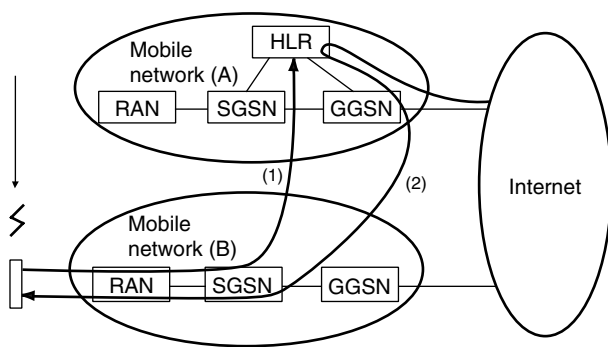 HLR
Mobile
network (A)
RAN
SGSN
GGSN
(1)
(2)
Internet
Mobile
network (B)
RAN
SGSN
GGSN